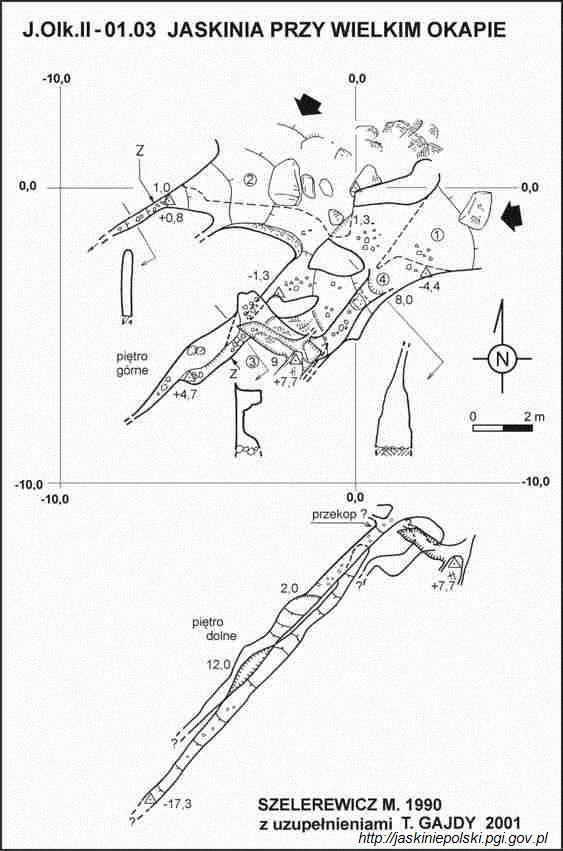 J.Olk.II - 01.03 JASKINIA PRZY WIELKIM OKAPIE
-10,0
0,0
Z
0,0
1,0
2
0,0
+0,8
1,3
1
-1,3
4
-4,4
8,0
piętro
górne
3
9
+7,7
Z
+4,7
N
0 2 m
-10,0
-10,0
0,0
-10,0
przekop ?
?
+7,7
2,0
piętro
dolne
12,0
?
-17,3
?
SZELEREWICZ M. 1990
z uzupełnieniami T. GAJDY 2001
http://jaskiniepolski.pgi.gov.pl